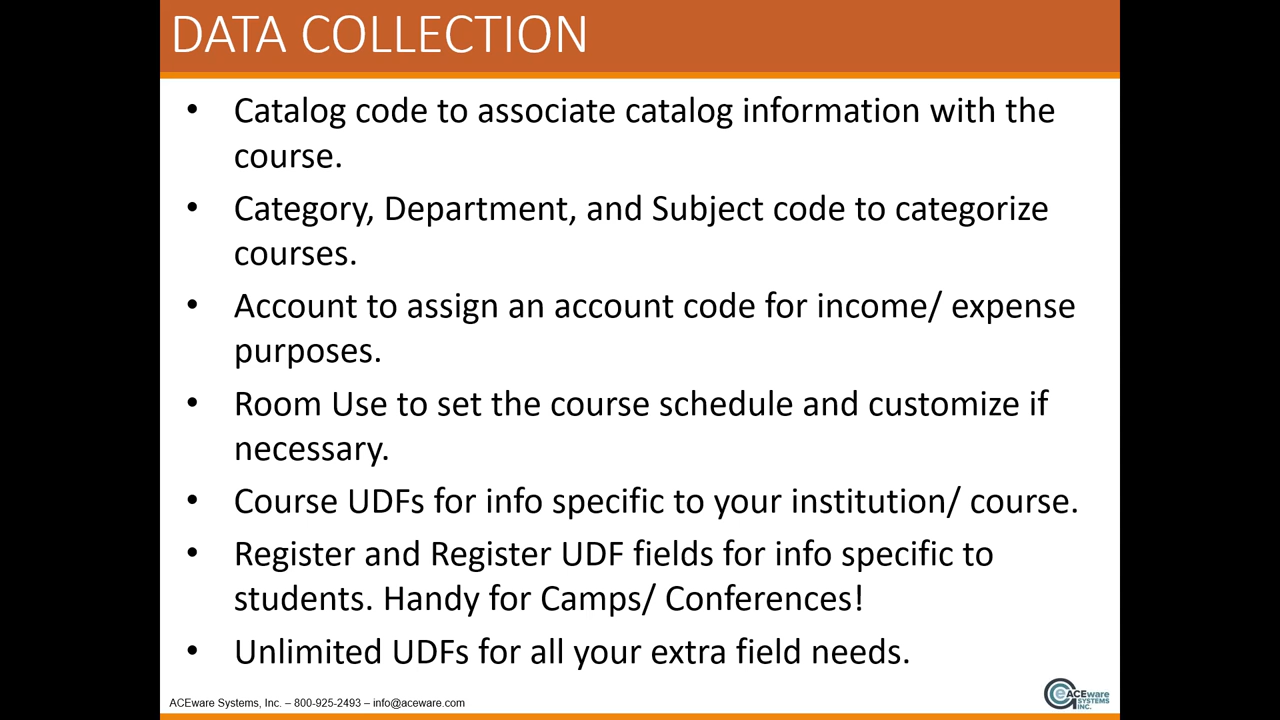 DATA COLLECTION
• Catalog code to associate catalog information with the
course.
• Category, Department, and Subject code to categorize
courses.
• Account to assign an account code for income/ expense
purposes.
• Room Use to set the course schedule and customize if
necessary.
• Course UDFs for info specific to your institution/ course.
• Register and Register UDF fields for info specific to
students. Handy for Camps/ Conferences!
• Unlimited UDFs for all your extra field needs.
ACEware Systems, Inc. – 800-925-2493 – info@aceware.com
ACEware
SYSTEMS
INC.